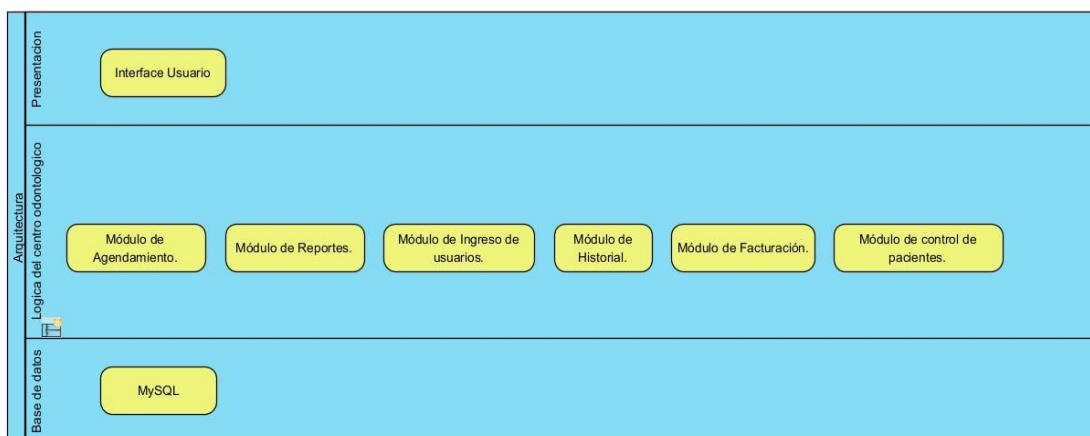 Arquitectura
Presentacion
Interface Usuario
Logica del centro odontologico
Módulo de
Agendamiento.
Módulo de Reportes.
Módulo de Ingreso de
usuarios.
Módulo de
Historial.
Módulo de Facturación.
Módulo de control de
pacientes.
Base de datos
MySQL